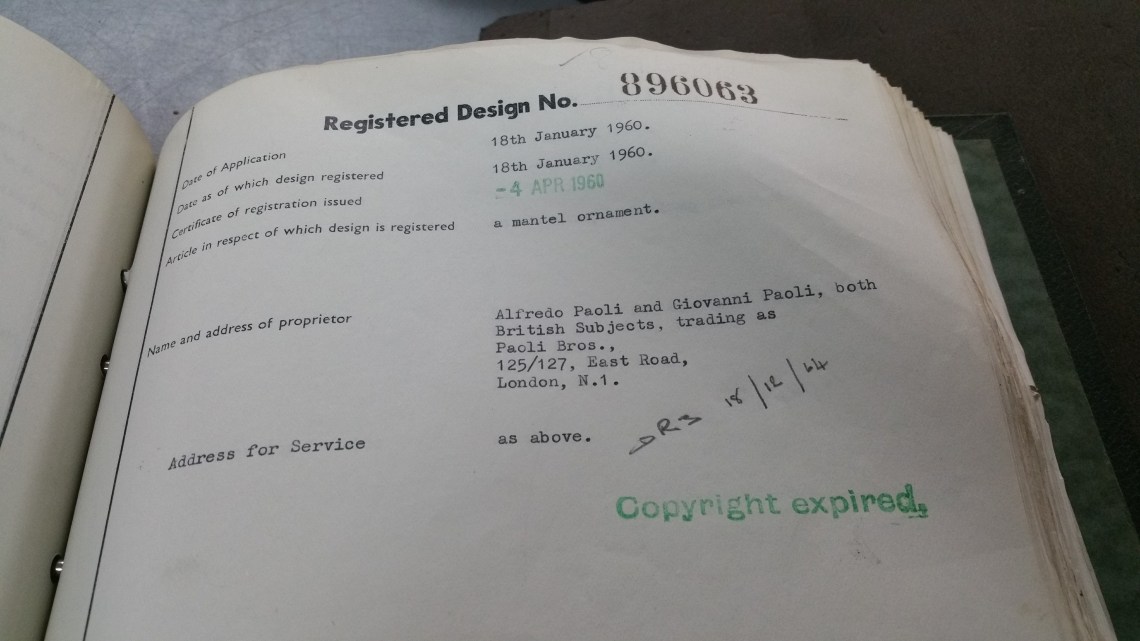 Registered Design No. 896063
Date of Application 18th January 1960.
Date as of which design registered 18th January 1960.
Certificate of registration issued -4 APR 1960
Article in respect of which design is registered a mantel ornament.
Name and address of proprietor Alfredo Paoli and Giovanni Paoli, both
British Subjects, trading as
Paoli Bros.,
125/127, East Road,
London, N.1.
Address for Service as above.
18/12/64
Copyright expired.